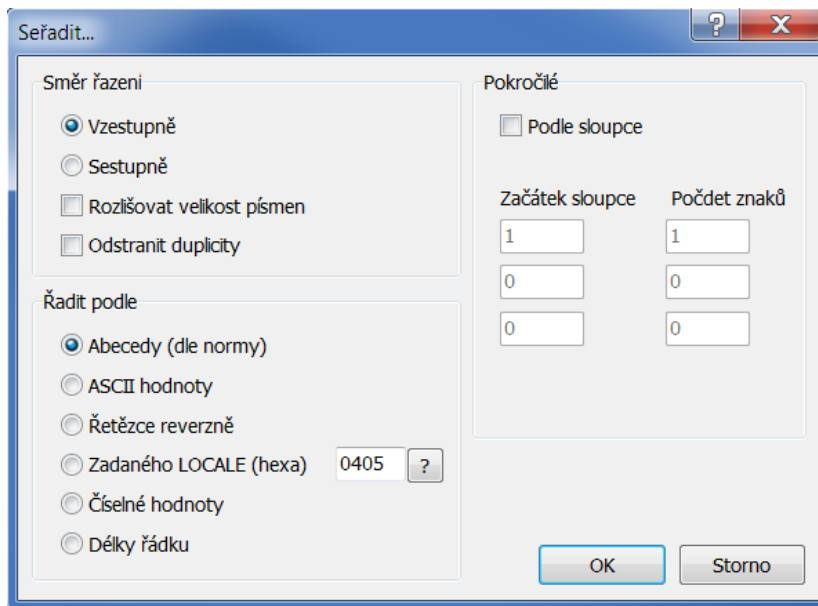 Seřadit...
?
X
Směr řazeni
Vzestupně
Sestupně
Rozlišovat velikost písmen
Odstranit duplicity
Řadit podle
Abecedy (dle normy)
ASCII hodnoty
Řetězce reverzně
Zadaného LOCALE (hexa) 0405 ?
Číselné hodnoty
Délky řádku
Pokročilé
Podle sloupce
Začátek sloupce Počdet znaků
1 1
0 0
0 0
OK Storno